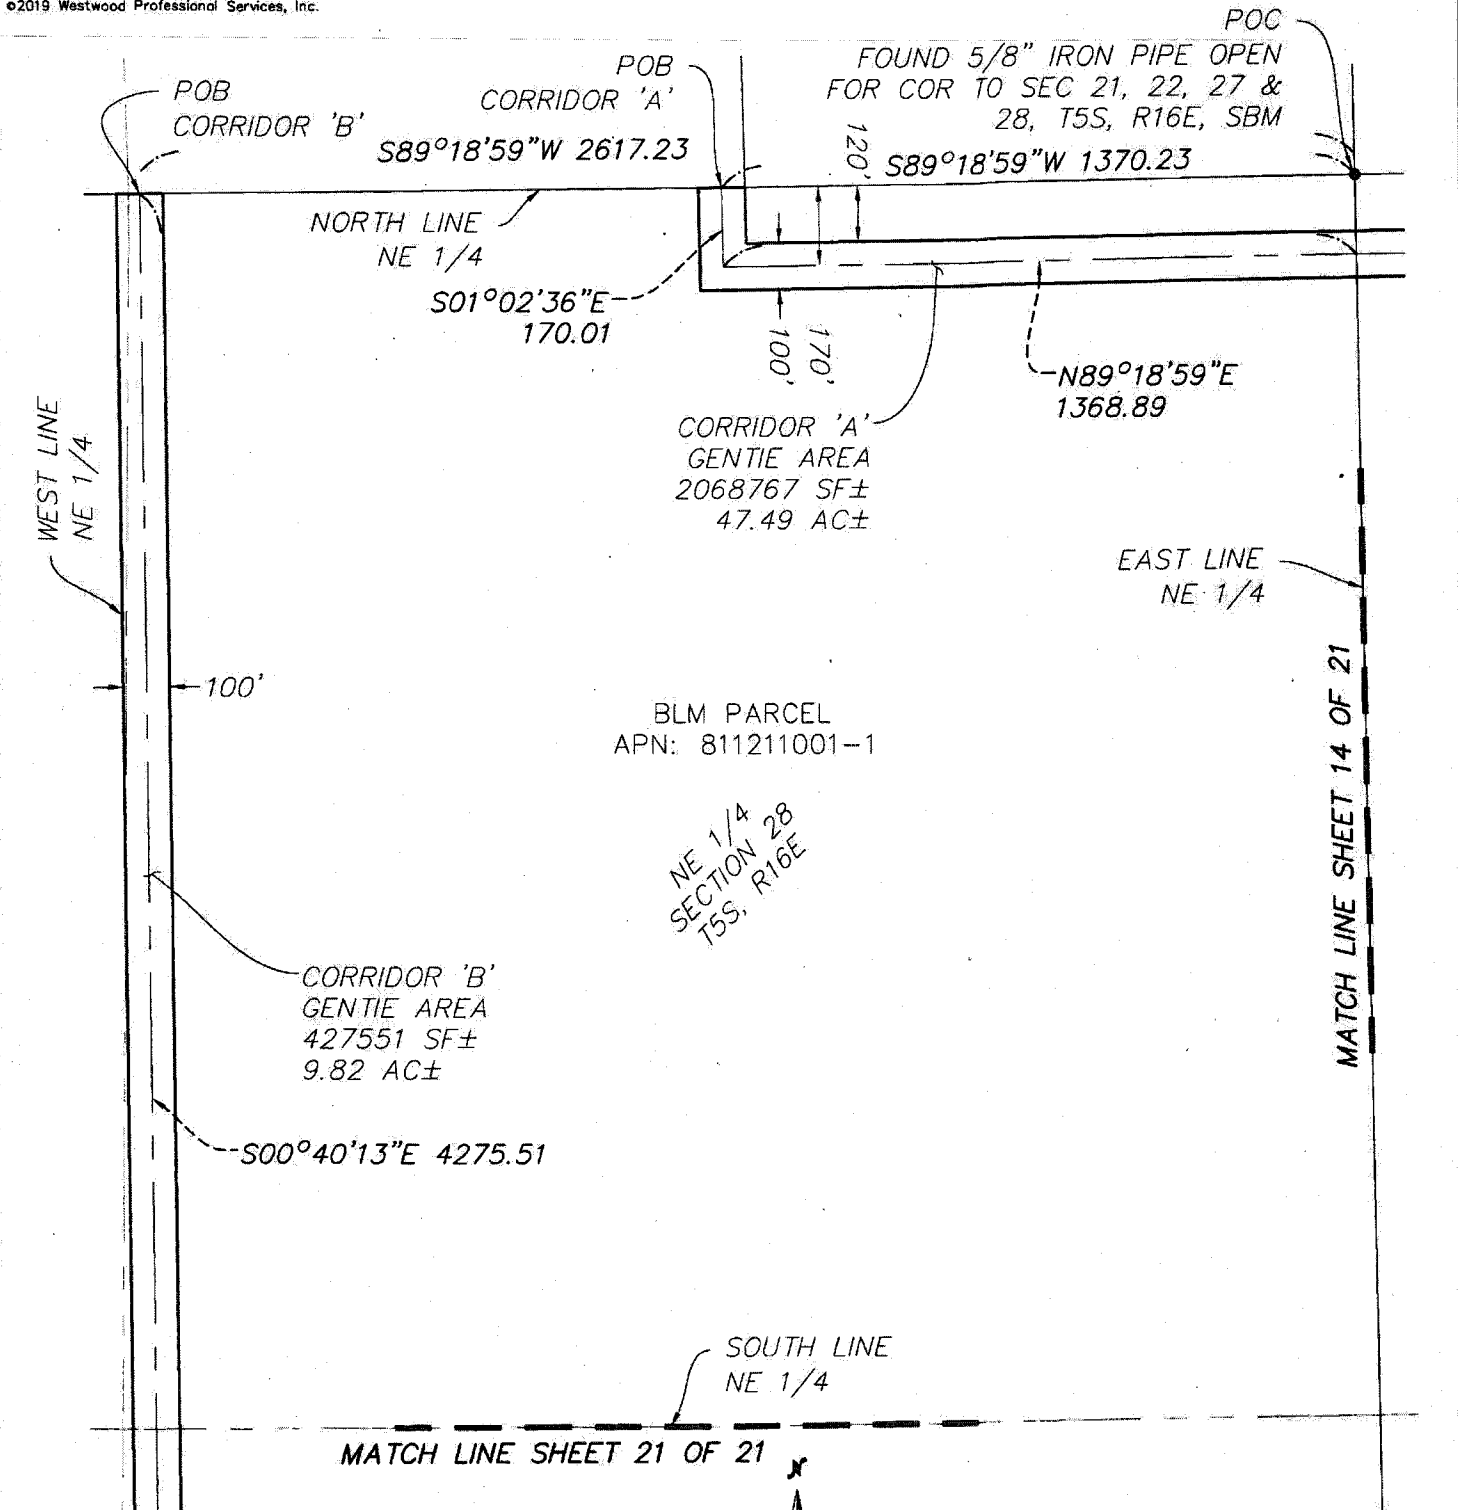 ©2019 Westwood Professional Services, Inc.
POC
FOUND 5/8" IRON PIPE OPEN
FOR COR TO SEC 21, 22, 27 &
28, T5S, R16E, SBM
POB
CORRIDOR 'A'
POB
CORRIDOR 'B'
S89°18'59"W 2617.23
120'
S89°18'59"W 1370.23
NORTH LINE
NE 1/4
S01°02'36"E
170.01
100'
170'
N89°18'59"E
1368.89
CORRIDOR 'A'
GENTIE AREA
2068767 SF±
47.49 AC±
WEST LINE
NE 1/4
EAST LINE
NE 1/4
100'
BLM PARCEL
APN: 811211001-1
NE 1/4
SECTION 28
T5S, R16E
MATCH LINE SHEET 14 OF 21
CORRIDOR 'B'
GENTIE AREA
427551 SF±
9.82 AC±
S00°40'13"E 4275.51
SOUTH LINE
NE 1/4
MATCH LINE SHEET 21 OF 21
N